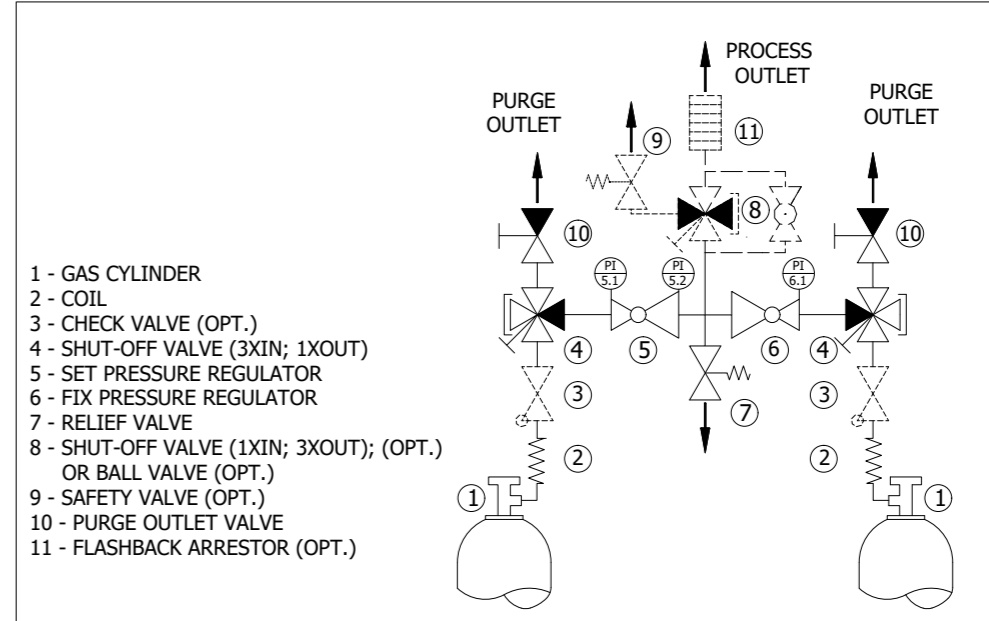 PROCESS
OUTLET
PURGE
OUTLET
PURGE
OUTLET
9
11
8
10
10
PI
5.1
PI
5.2
PI
6.1
4
5
6
4
3
7
3
2
2
1
1
1 - GAS CYLINDER
2 - COIL
3 - CHECK VALVE (OPT.)
4 - SHUT-OFF VALVE (3XIN; 1XOUT)
5 - SET PRESSURE REGULATOR
6 - FIX PRESSURE REGULATOR
7 - RELIEF VALVE
8 - SHUT-OFF VALVE (1XIN; 3XOUT); (OPT.)
OR BALL VALVE (OPT.)
9 - SAFETY VALVE (OPT.)
10 - PURGE OUTLET VALVE
11 - FLASHBACK ARRESTOR (OPT.)